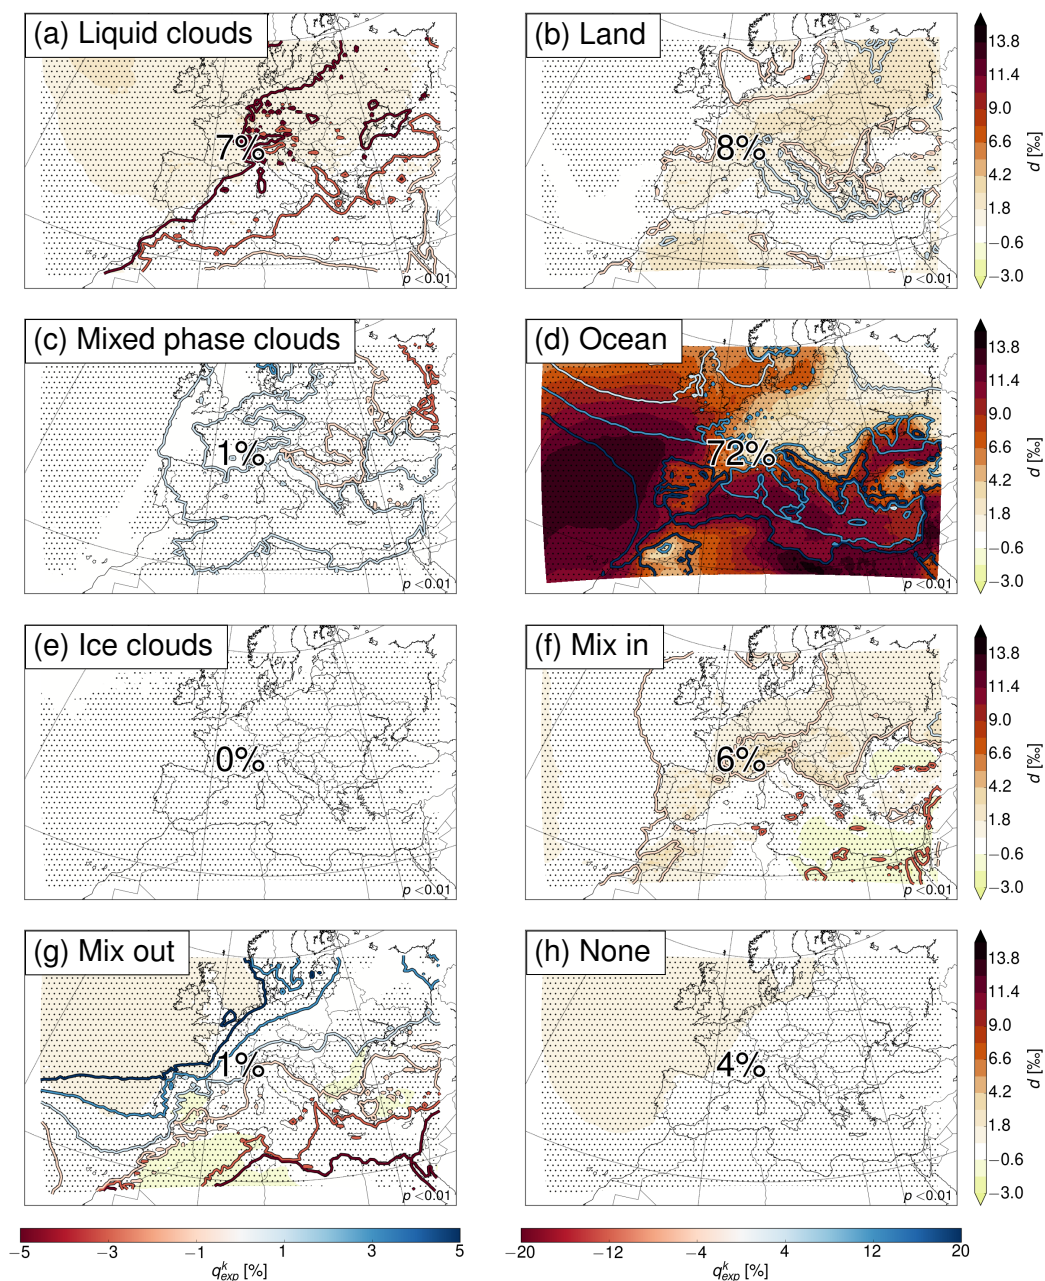 (a) Liquid clouds
7%
p <0.01
(b) Land
8%
p <0.01
13.8
11.4
9.0
6.6
4.2
1.8
−0.6
−3.0
d [‰]
(c) Mixed phase clouds
1%
p <0.01
(d) Ocean
72%
p <0.01
13.8
11.4
9.0
6.6
4.2
1.8
−0.6
−3.0
d [‰]
(e) Ice clouds
0%
p <0.01
(f) Mix in
6%
p <0.01
13.8
11.4
9.0
6.6
4.2
1.8
−0.6
−3.0
d [‰]
(g) Mix out
1%
p <0.01
(h) None
4%
p <0.01
13.8
11.4
9.0
6.6
4.2
1.8
−0.6
−3.0
d [‰]
−5 −3 −1 1 3 5
q^k_exp [%]
−20 −12 −4 4 12 20
q^k_exp [%]